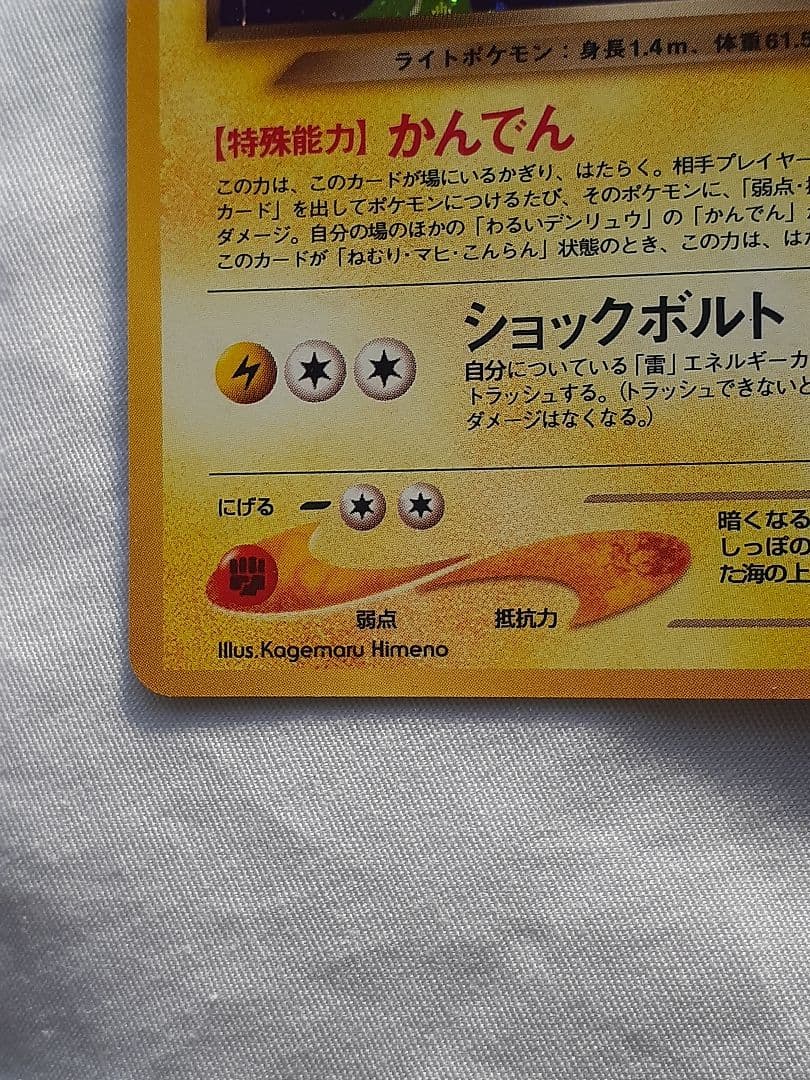 ライトポケモン：身長1.4m、体重61.5
【特殊能力】かんでん
この力は、このカードが場にいるかぎり、はたらく。相手プレイヤー
カード」を出してポケモンにつけるたび、そのポケモンに、「弱点・
ダメージ。自分の場のほかの「わるいデンリュウ」の「かんでん」
このカードが「ねむり・マヒ・こんらん」状態のとき、この力は、は
ショックボルト
自分についている「雷」エネルギーカ
トラッシュする。（トラッシュできないと
ダメージはなくなる。）
にげる
暗くなる
しっぽの
た海の上
弱点 抵抗力
Illus.Kagemaru Himeno